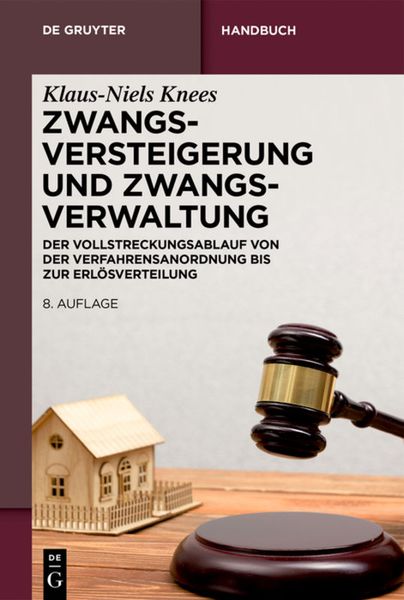 DE GRUYTER
HANDBUCH
Klaus-Niels Knees
ZWANGS-
VERSTEIGERUNG
UND ZWANGS-
VERWALTUNG
DER VOLLSTRECKUNGSABLAUF VON
DER VERFAHRENSANORDNUNG BIS
ZUR ERLÖSVERTEILUNG
8. AUFLAGE
DE
G